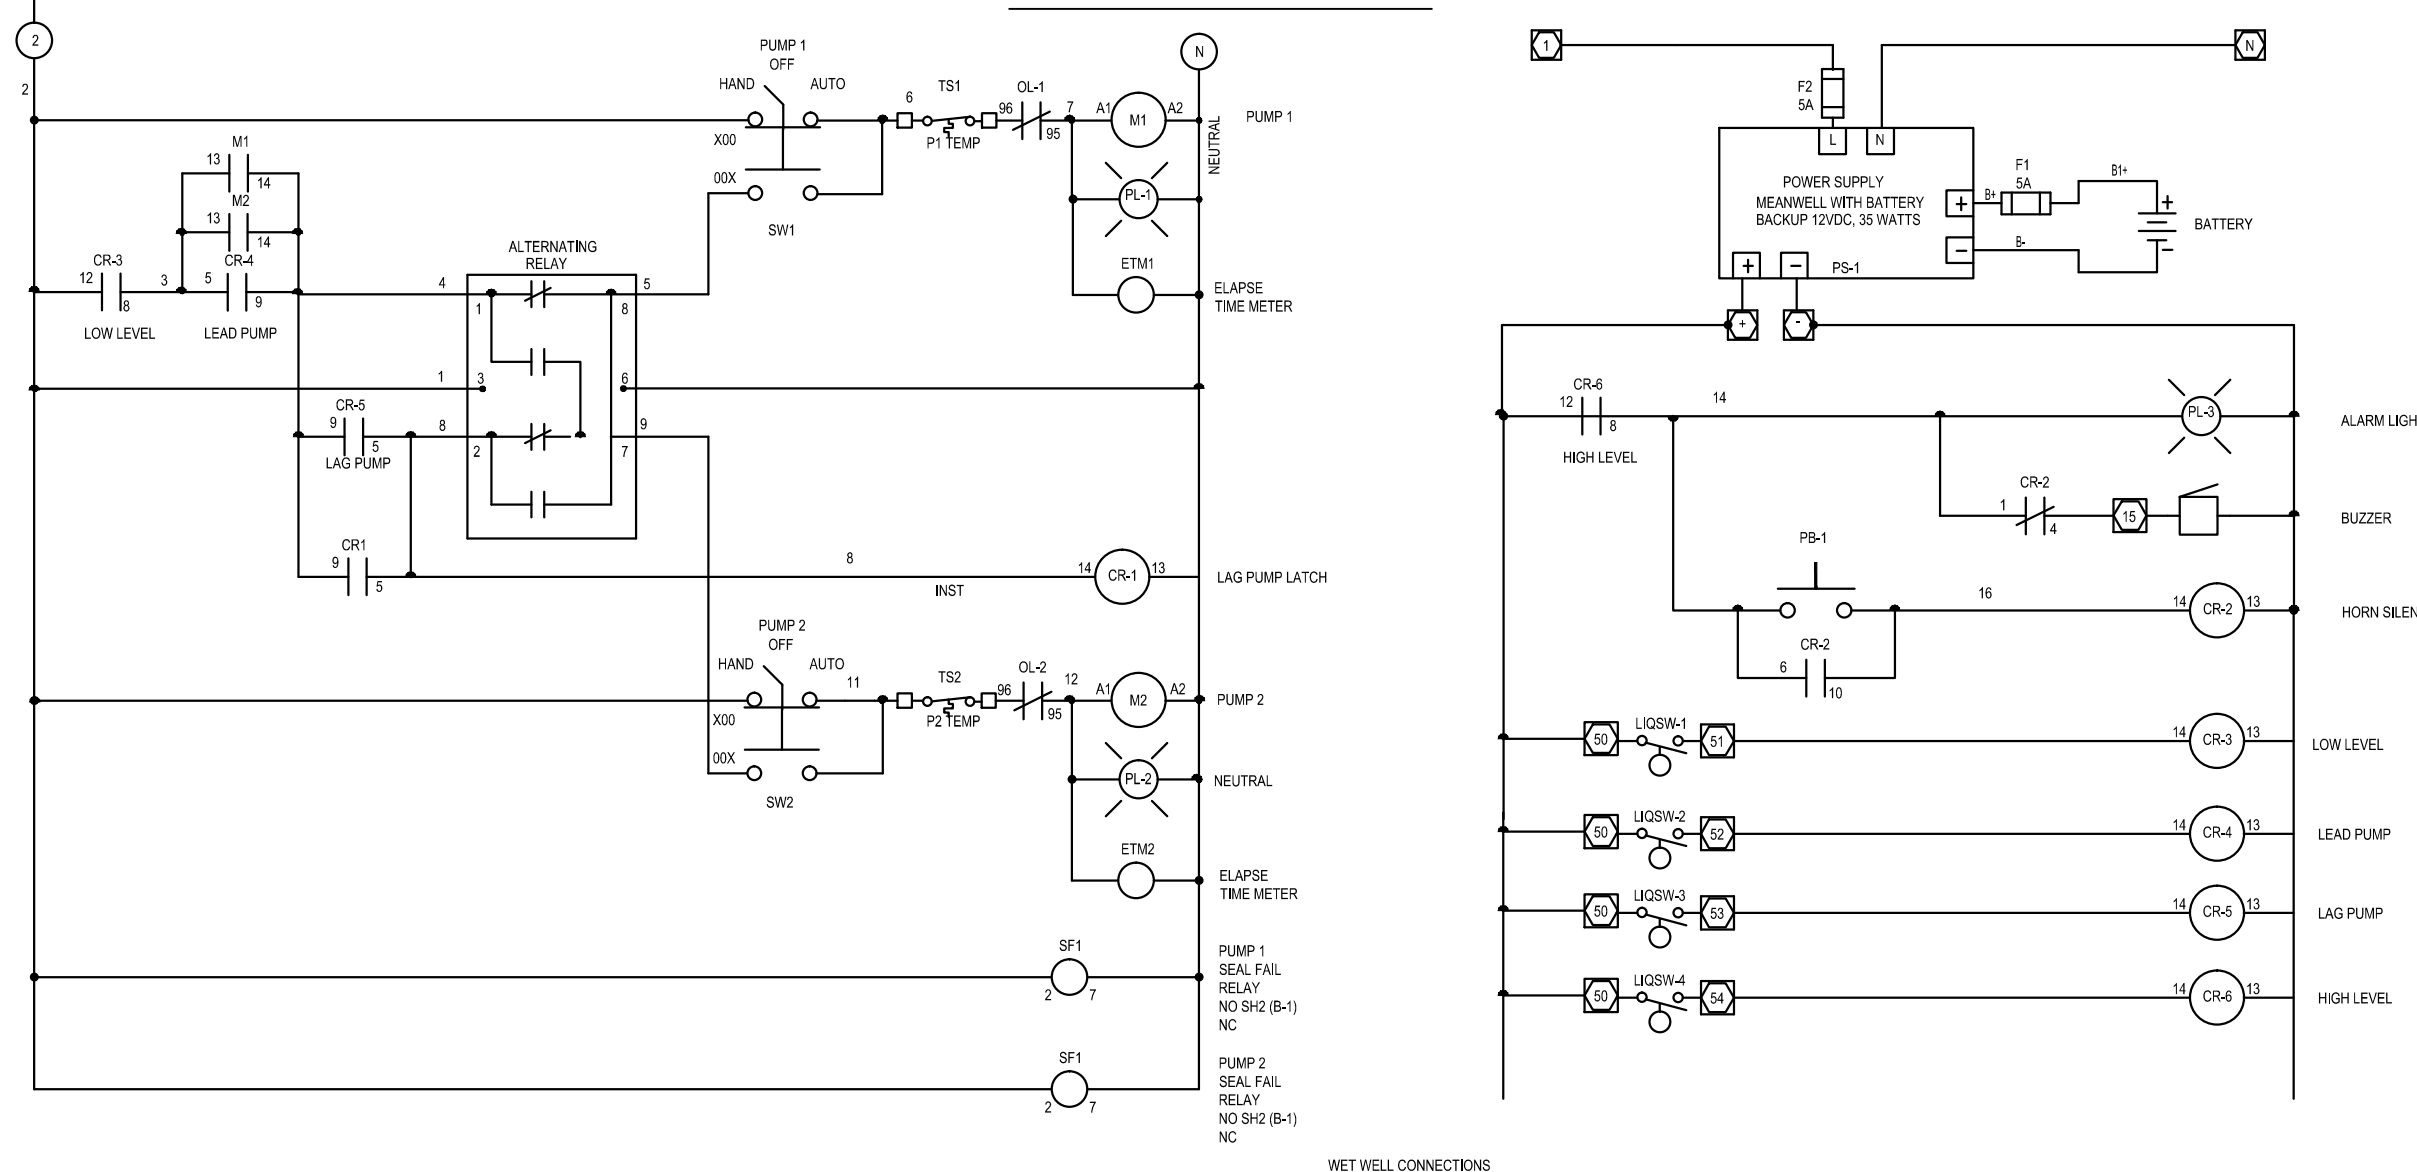 2
2
PUMP 1
OFF
HAND
AUTO
X00
00X
SW1
6
TS1
P1 TEMP
96
OL-1
95
7
A1
M1
A2
N
NEUTRAL
PUMP 1
PL-1
ETM1
ELAPSE
TIME METER
M1
13
14
M2
13
14
CR-3
12
8
LOW LEVEL
3
CR-4
5
9
LEAD PUMP
4
ALTERNATING
RELAY
1
8
5
1
3
6
CR-5
9
5
LAG PUMP
8
2
7
9
CR1
9
5
8
INST
14
CR-1
13
LAG PUMP LATCH
PUMP 2
OFF
HAND
AUTO
X00
00X
SW2
11
TS2
P2 TEMP
96
OL-2
95
12
A1
M2
A2
PUMP 2
PL-2
NEUTRAL
ETM2
ELAPSE
TIME METER
SF1
2
7
PUMP 1
SEAL FAIL
RELAY
NO SH2 (B-1)
NC
SF1
2
7
PUMP 2
SEAL FAIL
RELAY
NO SH2 (B-1)
NC
1
N
F2
5A
L
N
POWER SUPPLY
MEANWELL WITH BATTERY
BACKUP 12VDC, 35 WATTS
PS-1
+
−
+
−
B+
F1
5A
B1+
B-
+
−
BATTERY
+
-
CR-6
12
8
HIGH LEVEL
14
PL-3
ALARM LIGH
CR-2
1
4
15
BUZZER
PB-1
16
14
CR-2
13
HORN SILEN
CR-2
6
10
50
LIQSW-1
51
14
CR-3
13
LOW LEVEL
50
LIQSW-2
52
14
CR-4
13
LEAD PUMP
50
LIQSW-3
53
14
CR-5
13
LAG PUMP
50
LIQSW-4
54
14
CR-6
13
HIGH LEVEL
WET WELL CONNECTIONS